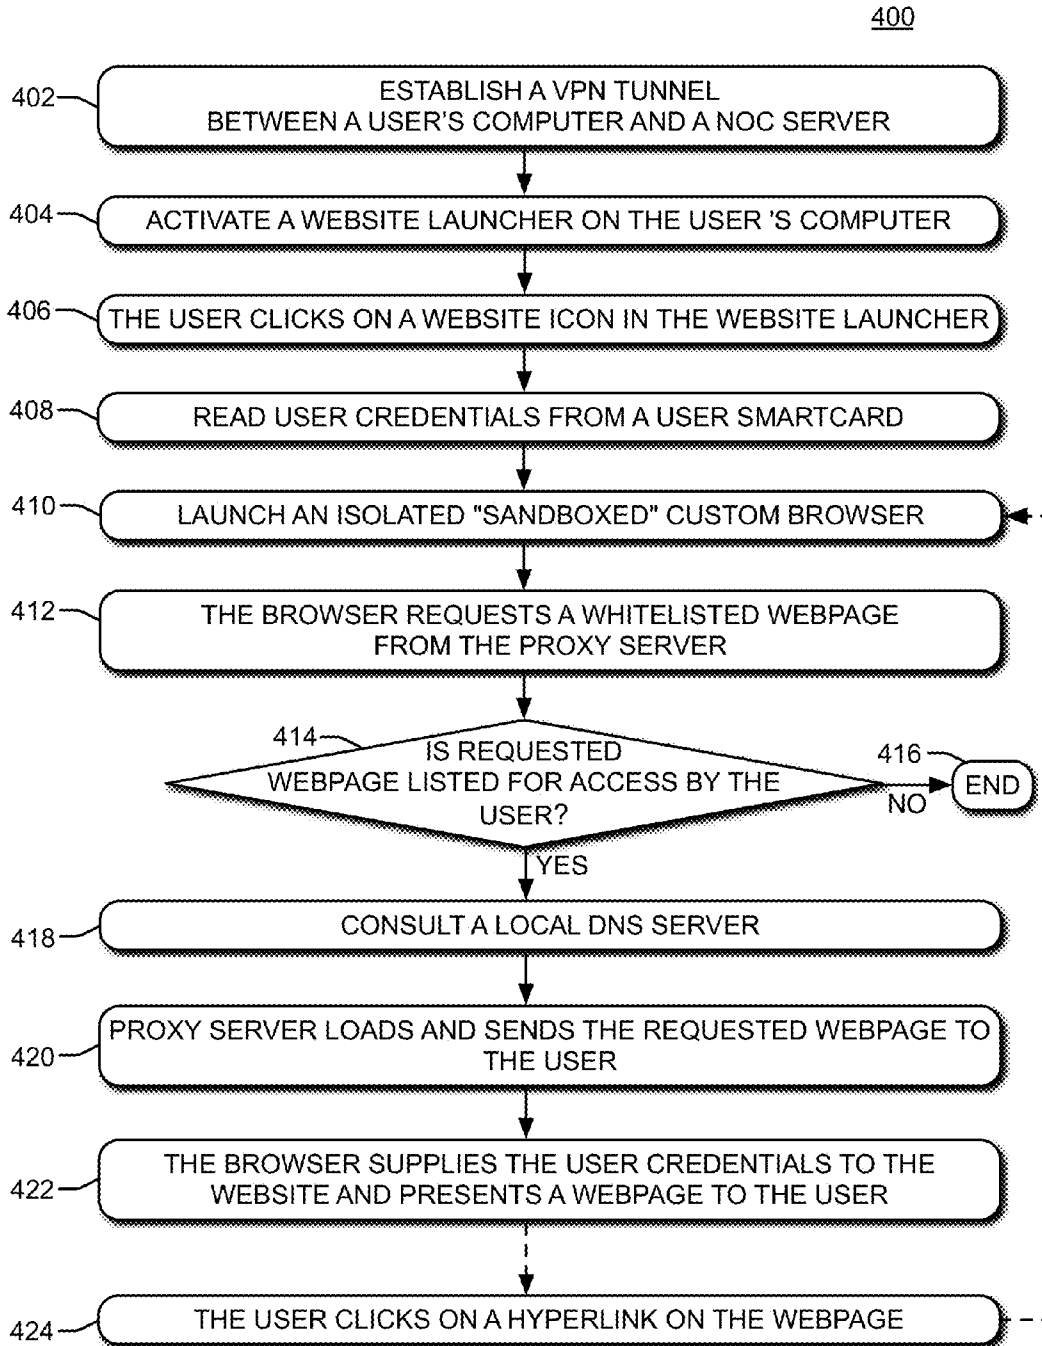 400
402
ESTABLISH A VPN TUNNEL
BETWEEN A USER'S COMPUTER AND A NOC SERVER
404
ACTIVATE A WEBSITE LAUNCHER ON THE USER 'S COMPUTER
406
THE USER CLICKS ON A WEBSITE ICON IN THE WEBSITE LAUNCHER
408
READ USER CREDENTIALS FROM A USER SMARTCARD
410
LAUNCH AN ISOLATED "SANDBOXED" CUSTOM BROWSER
412
THE BROWSER REQUESTS A WHITELISTED WEBPAGE
FROM THE PROXY SERVER
414
IS REQUESTED
WEBPAGE LISTED FOR ACCESS BY THE
USER?
416
END
NO
YES
418
CONSULT A LOCAL DNS SERVER
420
PROXY SERVER LOADS AND SENDS THE REQUESTED WEBPAGE TO
THE USER
422
THE BROWSER SUPPLIES THE USER CREDENTIALS TO THE
WEBSITE AND PRESENTS A WEBPAGE TO THE USER
424
THE USER CLICKS ON A HYPERLINK ON THE WEBPAGE